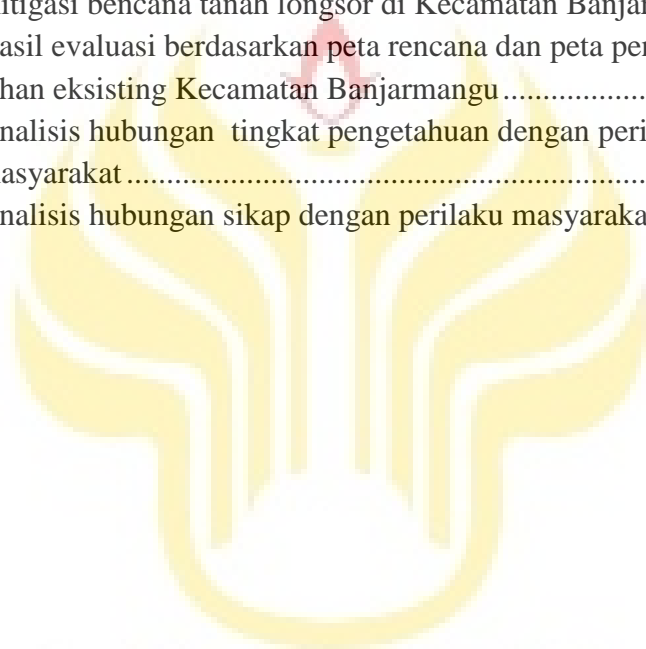 itigasi bencana tanah longsor di Kecamatan Banjar
asil evaluasi berdasarkan peta rencana dan peta pe
han eksisting Kecamatan Banjarmangu ................
nalisis hubungan tingkat pengetahuan dengan peri
asyarakat ......................................................
nalisis hubungan sikap dengan perilaku masyaraka